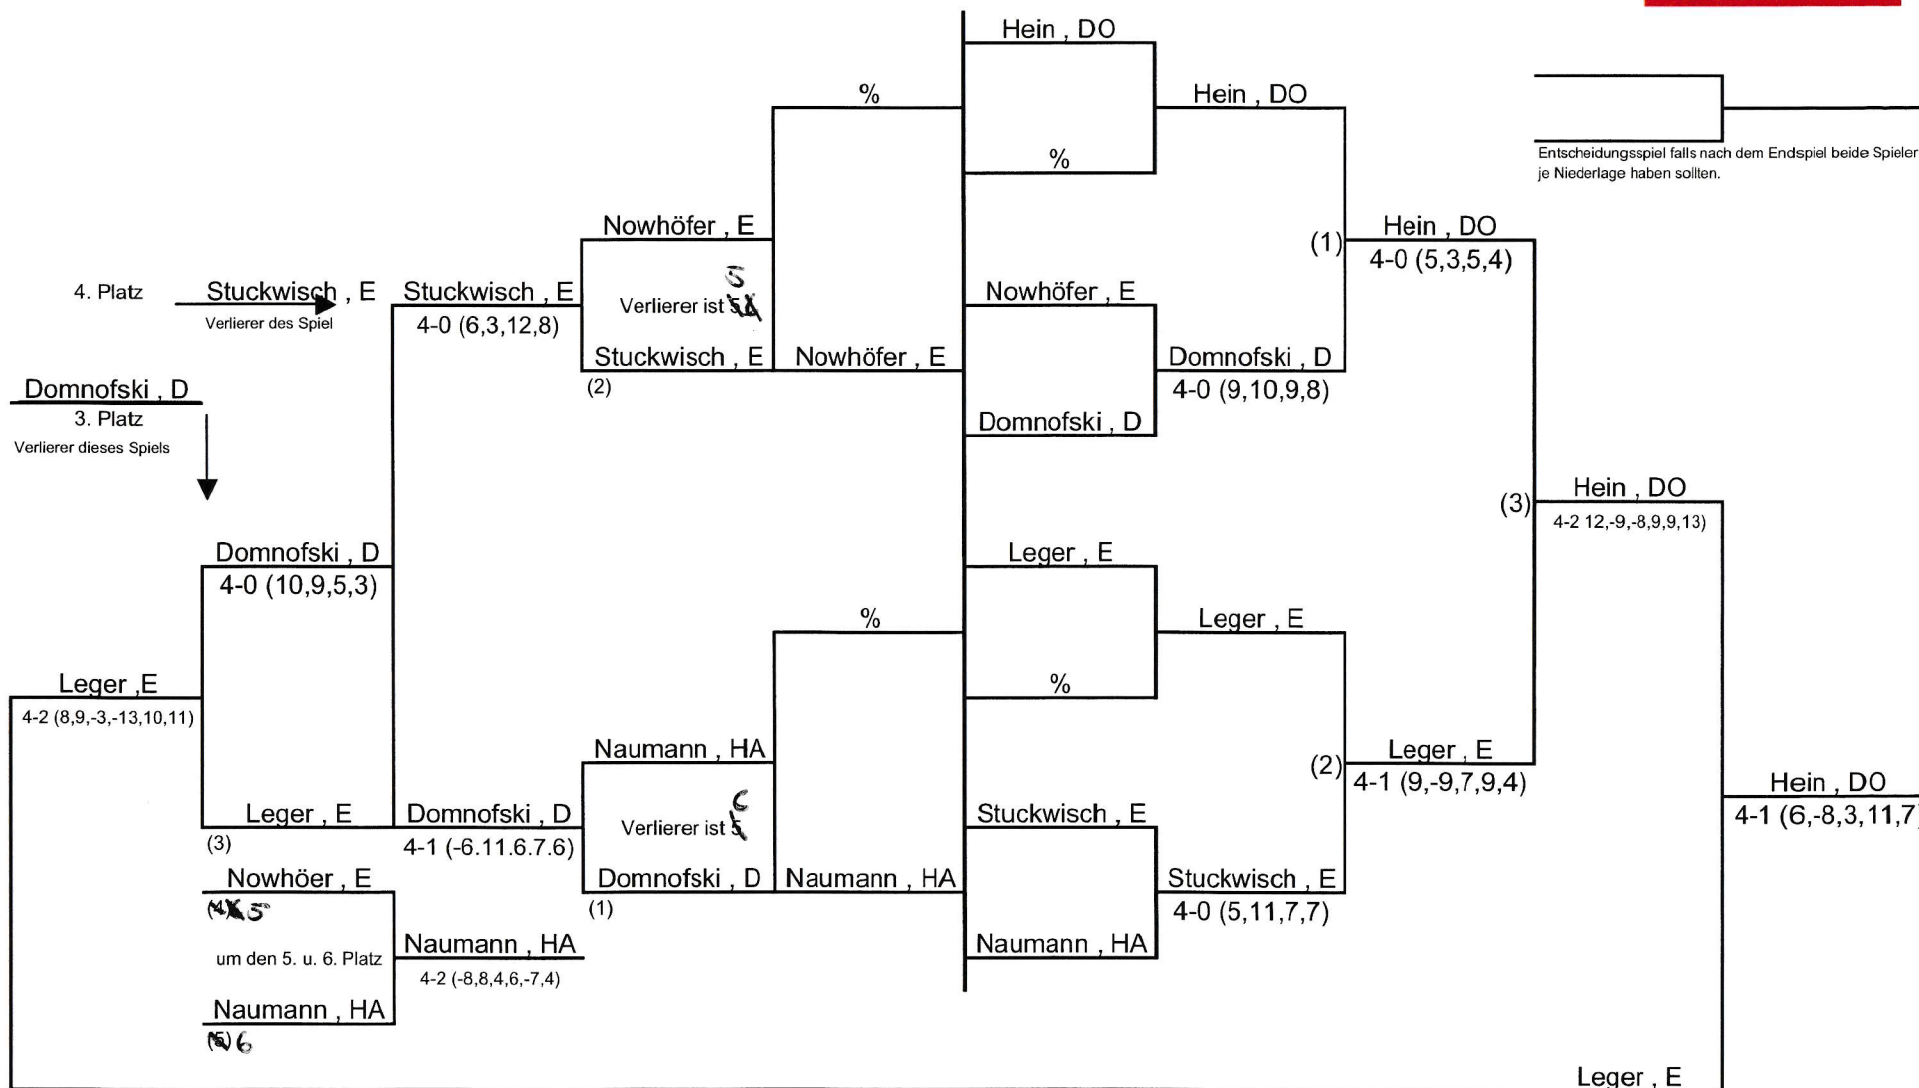 Hein , DO
%
Hein , DO
%
Entscheidungsspiel falls nach dem Endspiel beide Spieler
je Niederlage haben sollten.
Nowhöfer , E
(1)
Hein , DO
4-0 (5,3,5,4)
4. Platz
Stuckwisch , E
Verlierer des Spiel
Stuckwisch , E
4-0 (6,3,12,8)
5
Verlierer ist
Nowhöfer , E
Stuckwisch , E
(2)
Nowhöfer , E
Domnofski , D
4-0 (9,10,9,8)
Domnofski , D
3. Platz
Verlierer dieses Spiels
Domnofski , D
(3)
Hein , DO
4-2 12,-9,-8,9,9,13)
Domnofski , D
4-0 (10,9,5,3)
Leger , E
%
Leger , E
Leger ,E
4-2 (8,9,-3,-13,10,11)
%
Naumann , HA
(2)
Leger , E
4-1 (9,-9,7,9,4)
Hein , DO
4-1 (6,-8,3,11,7)
Leger , E
(3)
Domnofski , D
4-1 (-6.11.6.7.6)
Verlierer ist
Stuckwisch , E
Nowhöer , E
5
Domnofski , D
(1)
Naumann , HA
Stuckwisch , E
4-0 (5,11,7,7)
um den 5. u. 6. Platz
Naumann , HA
4-2 (-8,8,4,6,-7,4)
Naumann , HA
Naumann , HA
6
Leger , E